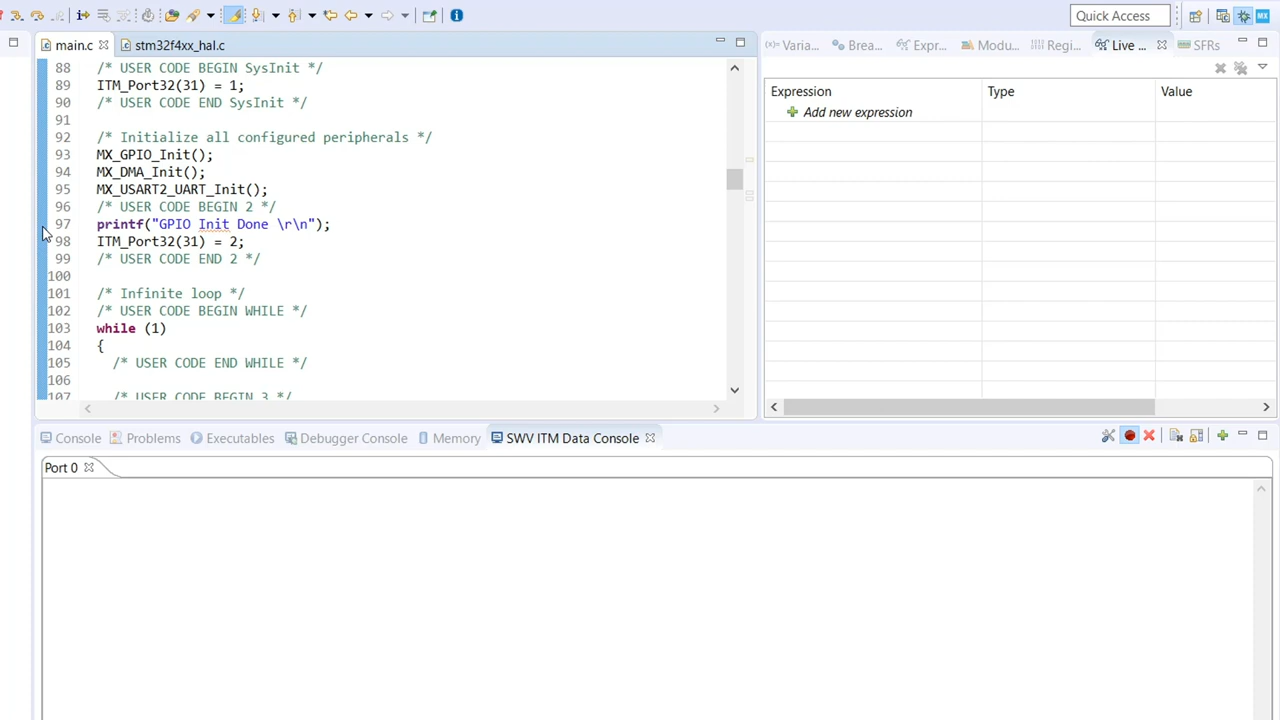 Quick Access
MX
main.c
stm32f4xx_hal.c
88 /* USER CODE BEGIN SysInit */
89 ITM_Port32(31) = 1;
90 /* USER CODE END SysInit */
91
92 /* Initialize all configured peripherals */
93 MX_GPIO_Init();
94 MX_DMA_Init();
95 MX_USART2_UART_Init();
96 /* USER CODE BEGIN 2 */
97 printf("GPIO Init Done \r\n");
98 ITM_Port32(31) = 2;
99 /* USER CODE END 2 */
100
101 /* Infinite loop */
102 /* USER CODE BEGIN WHILE */
103 while (1)
104 {
105 /* USER CODE END WHILE */
106
107 /* USER CODE BEGIN 3 */
(x)= Varia... Brea... Expr... Modu... Regi... Live ... SFRs
Expression Type Value
Add new expression
Console Problems Executables Debugger Console Memory SWV ITM Data Console
Port 0